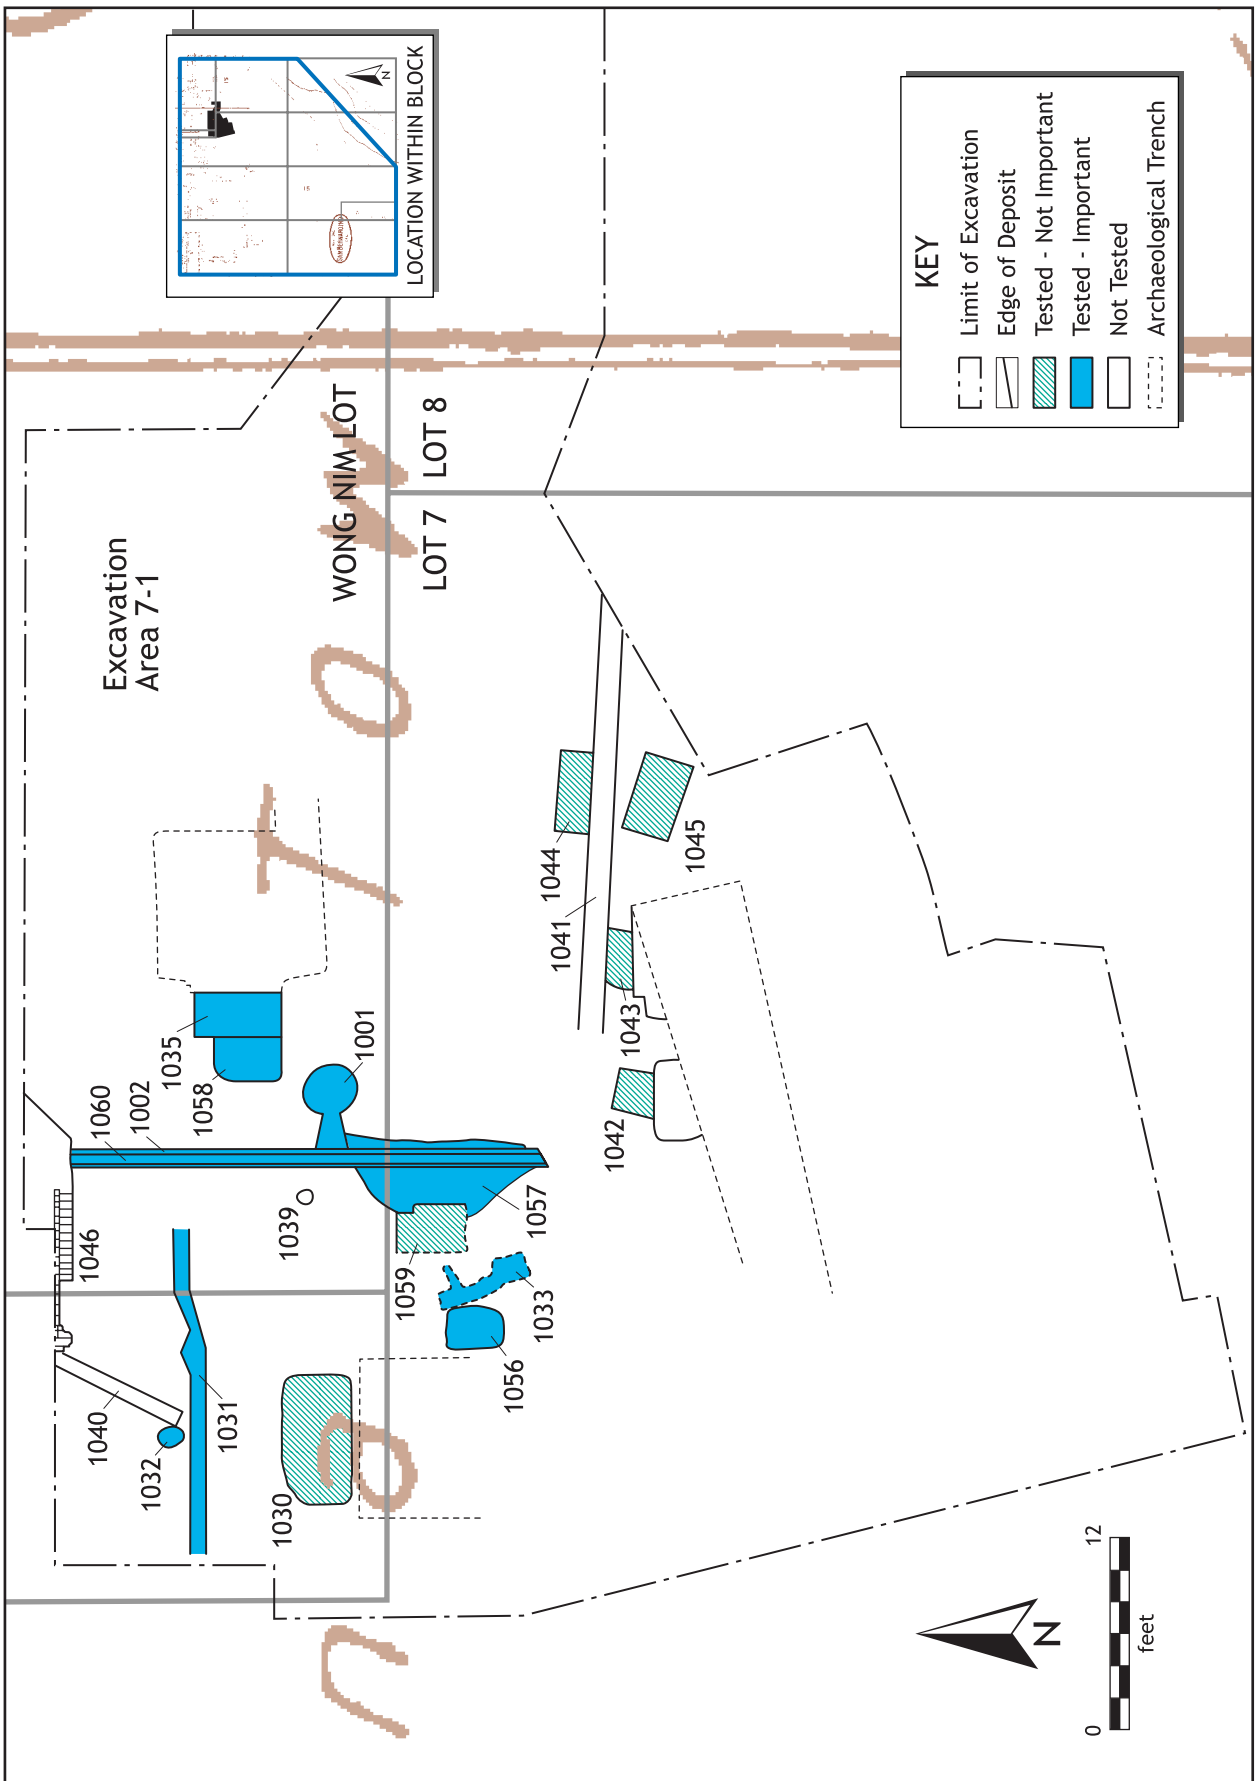 LOCATION WITHIN BLOCK
N
15
15
Excavation
Area 7-1
WONG NIM LOT
LOT 7
LOT 8
1046
1060
1002
1040
1032
1035
1058
1031
1030
1039
1001
1059
1056
1033
1057
1044
1041
1042
1043
1045
KEY
Limit of Excavation
Edge of Deposit
Tested - Not Important
Tested - Important
Not Tested
Archaeological Trench
N
0
12
feet